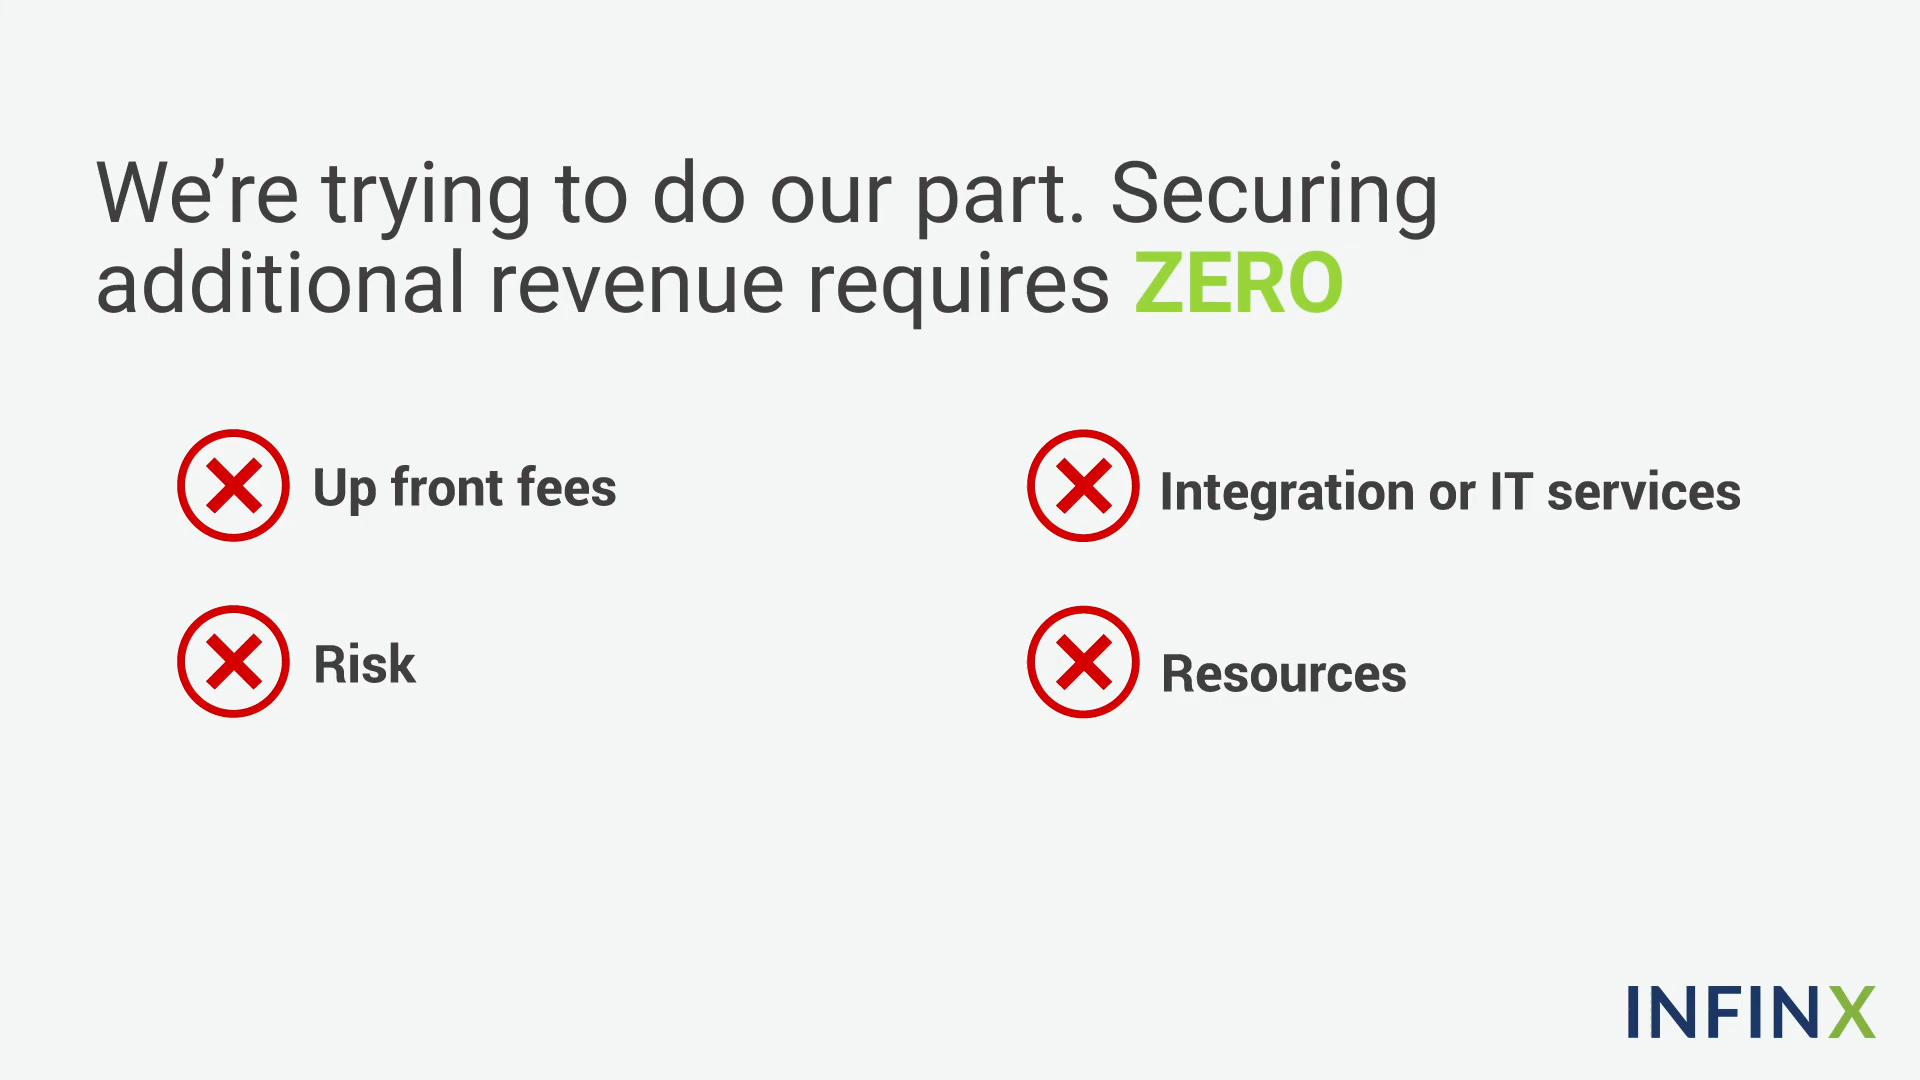 We’re trying to do our part. Securing
additional revenue requires ZERO
Up front fees
Integration or IT services
Risk
Resources
INFINX